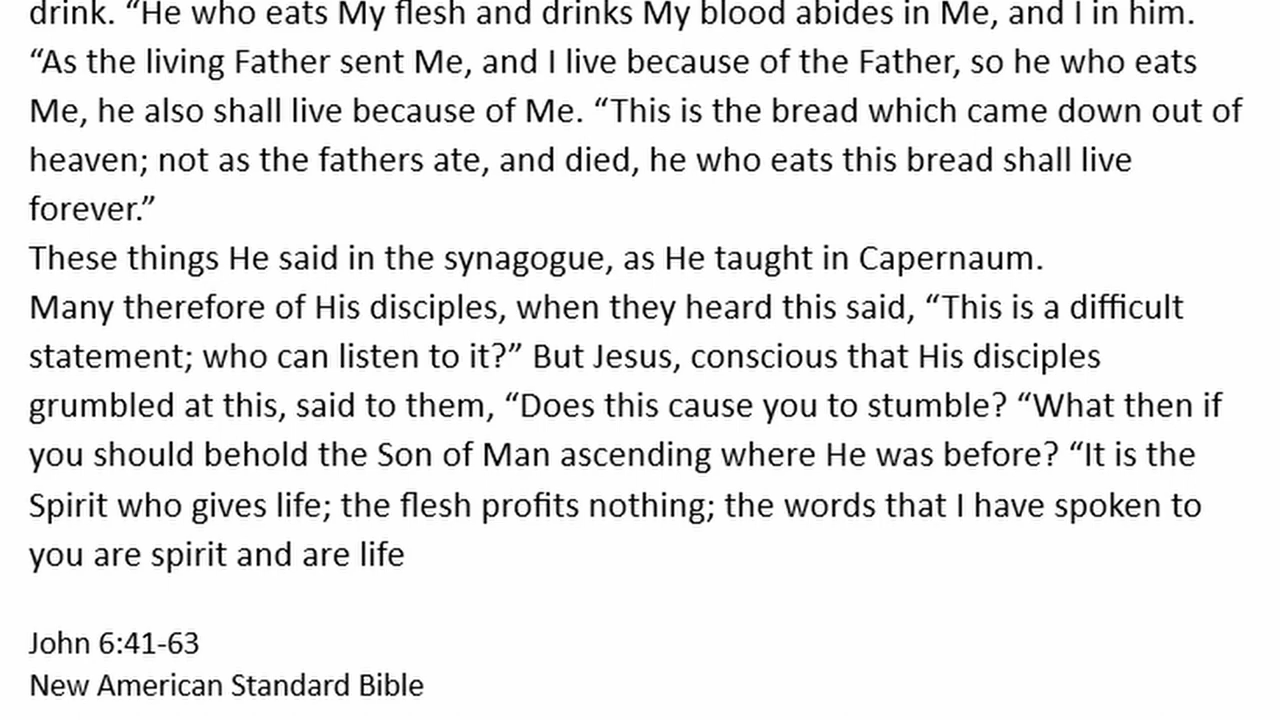 drink. “He who eats My flesh and drinks My blood abides in Me, and I in him.
“As the living Father sent Me, and I live because of the Father, so he who eats
Me, he also shall live because of Me. “This is the bread which came down out of
heaven; not as the fathers ate, and died, he who eats this bread shall live
forever.”
These things He said in the synagogue, as He taught in Capernaum.
Many therefore of His disciples, when they heard this said, “This is a difficult
statement; who can listen to it?” But Jesus, conscious that His disciples
grumbled at this, said to them, “Does this cause you to stumble? “What then if
you should behold the Son of Man ascending where He was before? “It is the
Spirit who gives life; the flesh profits nothing; the words that I have spoken to
you are spirit and are life
John 6:41-63
New American Standard Bible